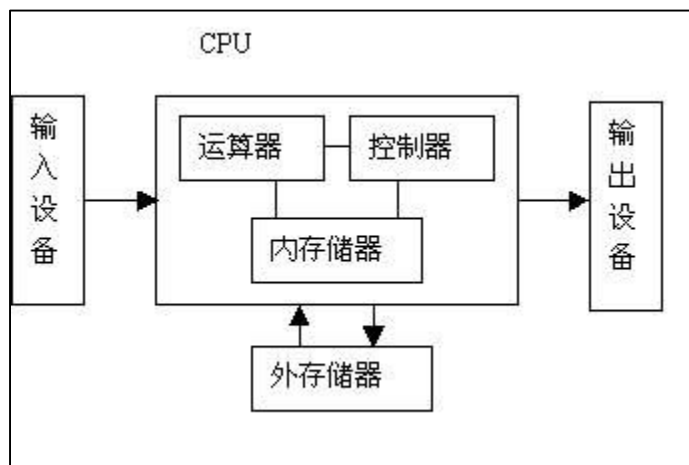 CPU
输入设备
运算器
控制器
内存储器
输出设备
外存储器